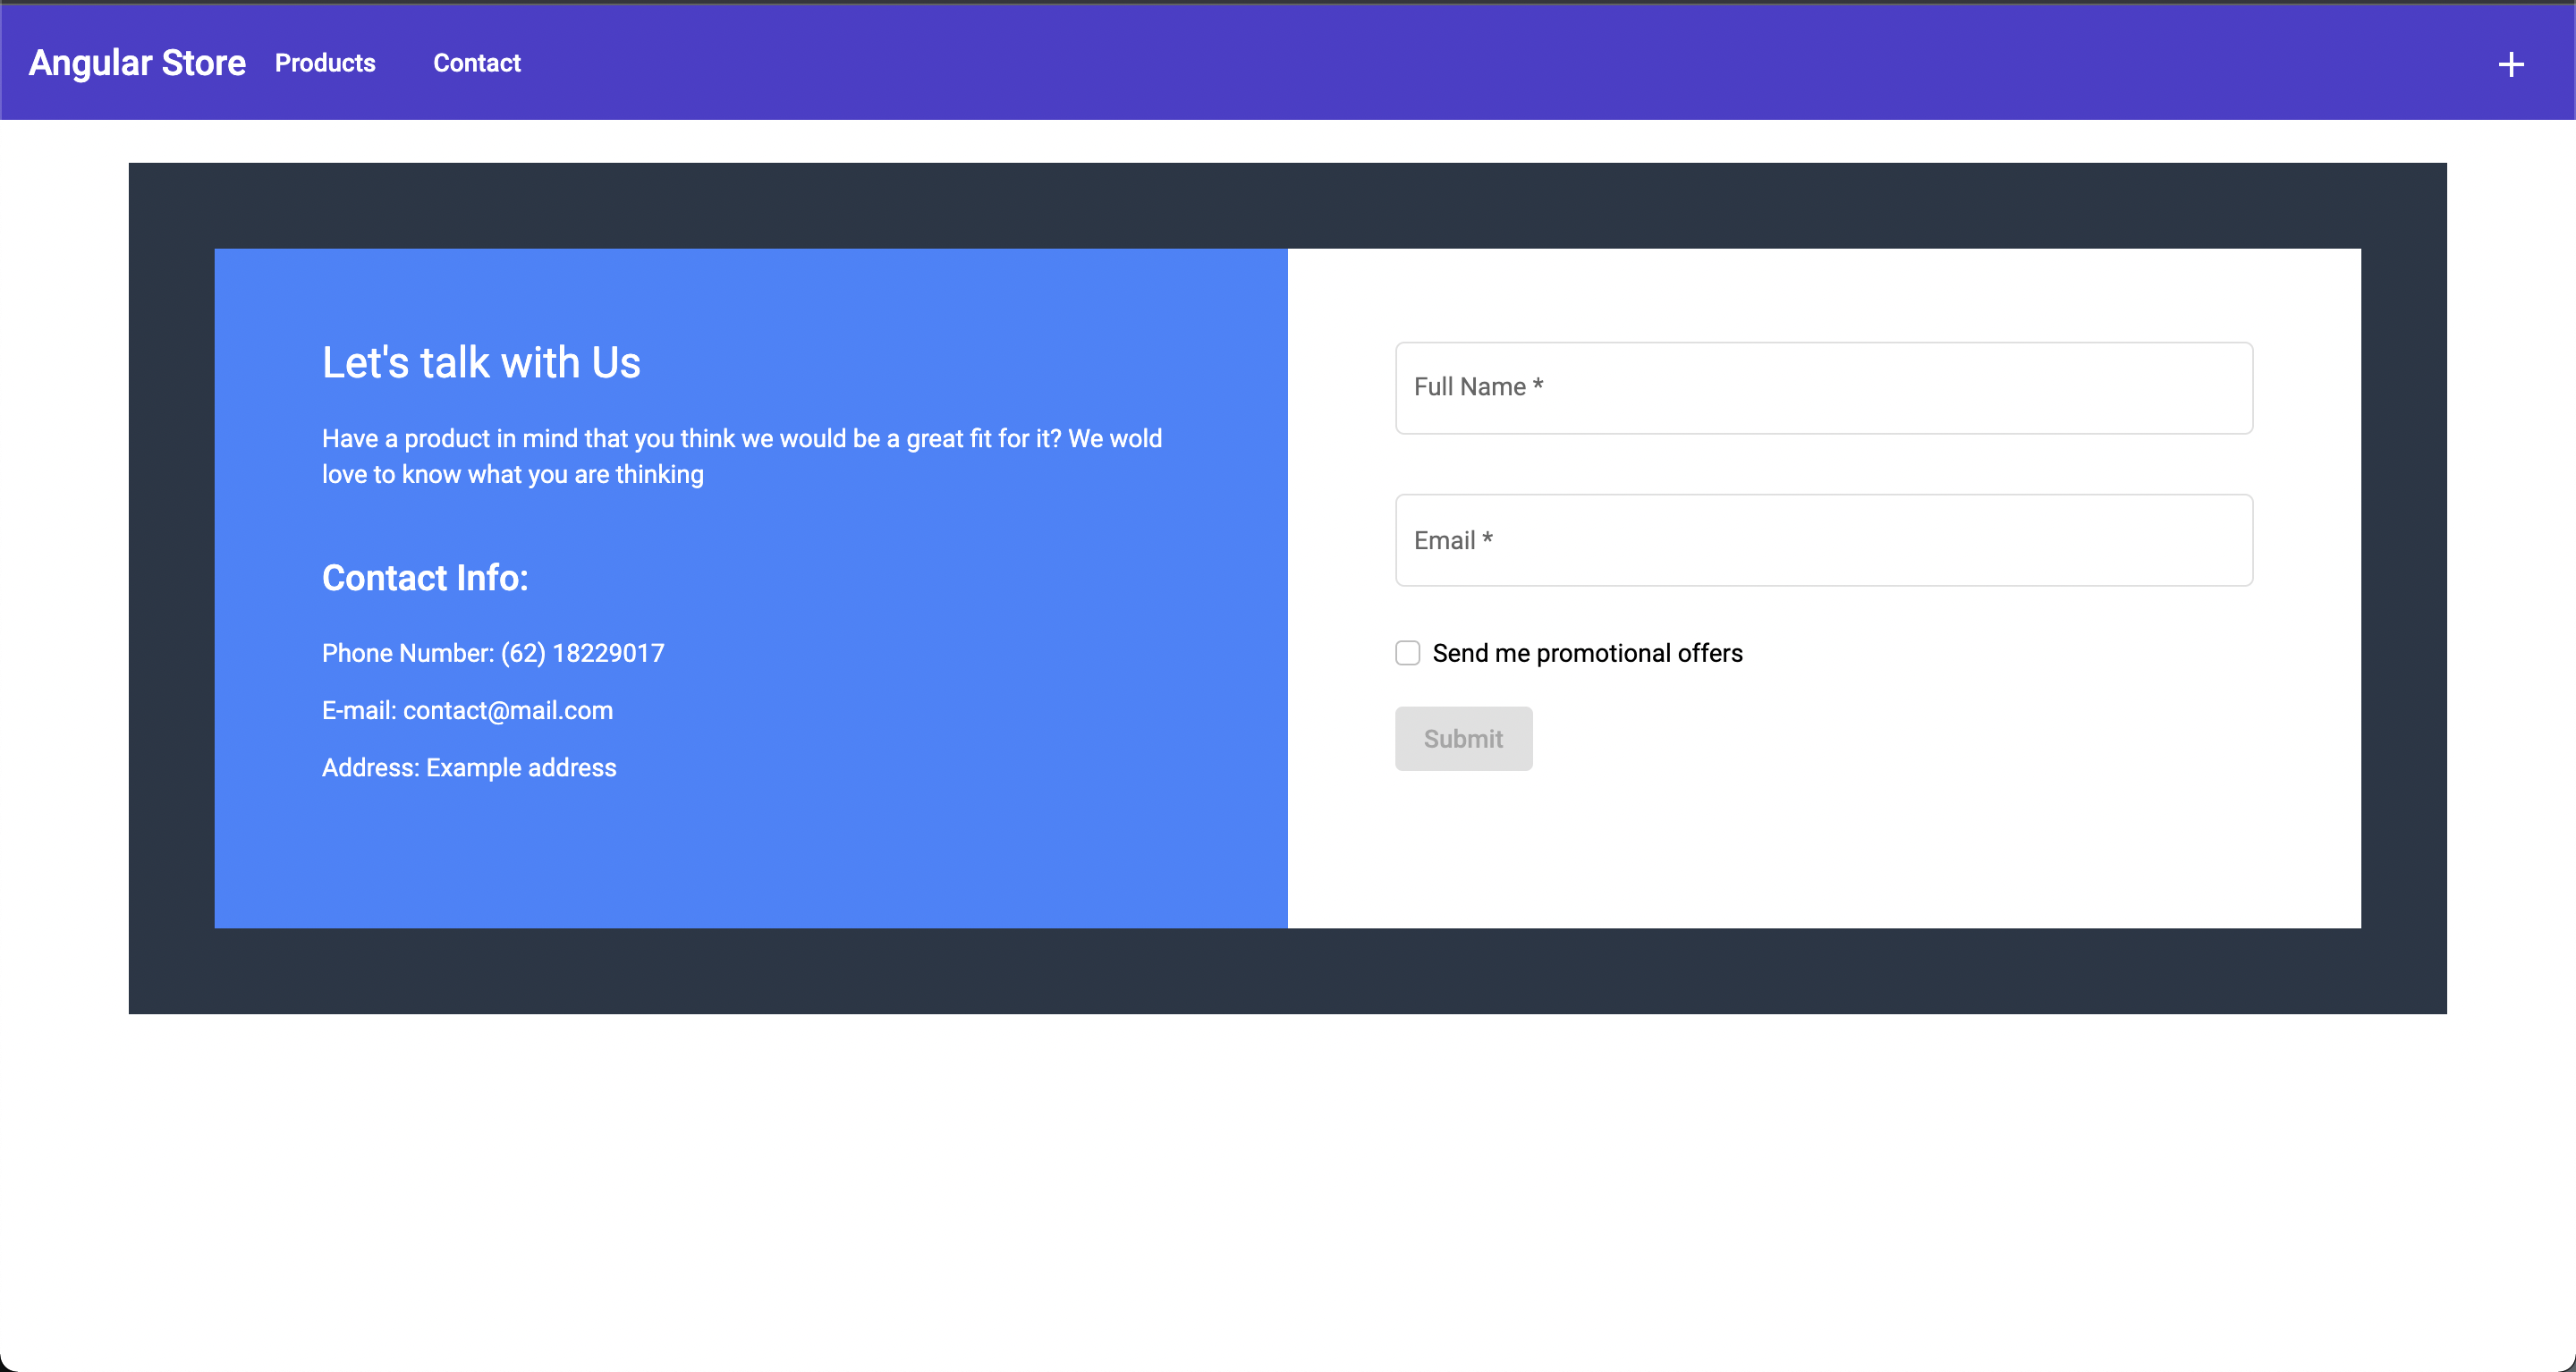 Angular Store Products Contact
Let's talk with Us
Have a product in mind that you think we would be a great fit for it? We wold
love to know what you are thinking
Contact Info:
Phone Number: (62) 18229017
E-mail: contact@mail.com
Address: Example address
Full Name *
Email *
Send me promotional offers
Submit